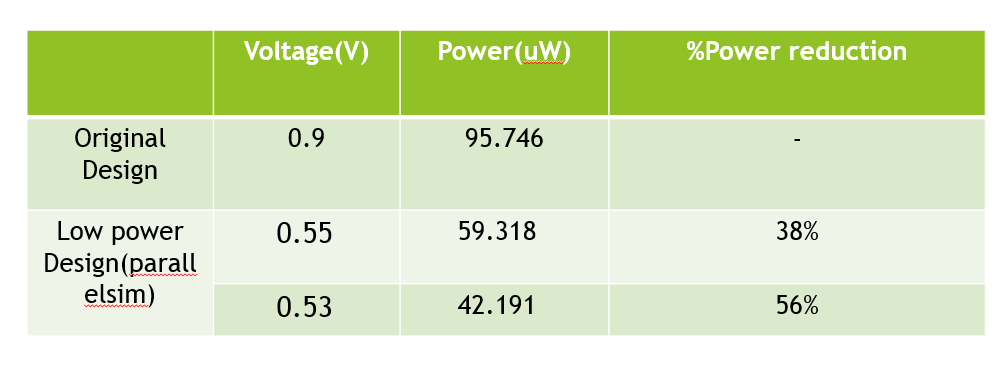 Voltage(V) Power(uW) %Power reduction
Original 0.9 95.746 -
Design
Low power 0.55 59.318 38%
Design(parall
elsim) 0.53 42.191 56%